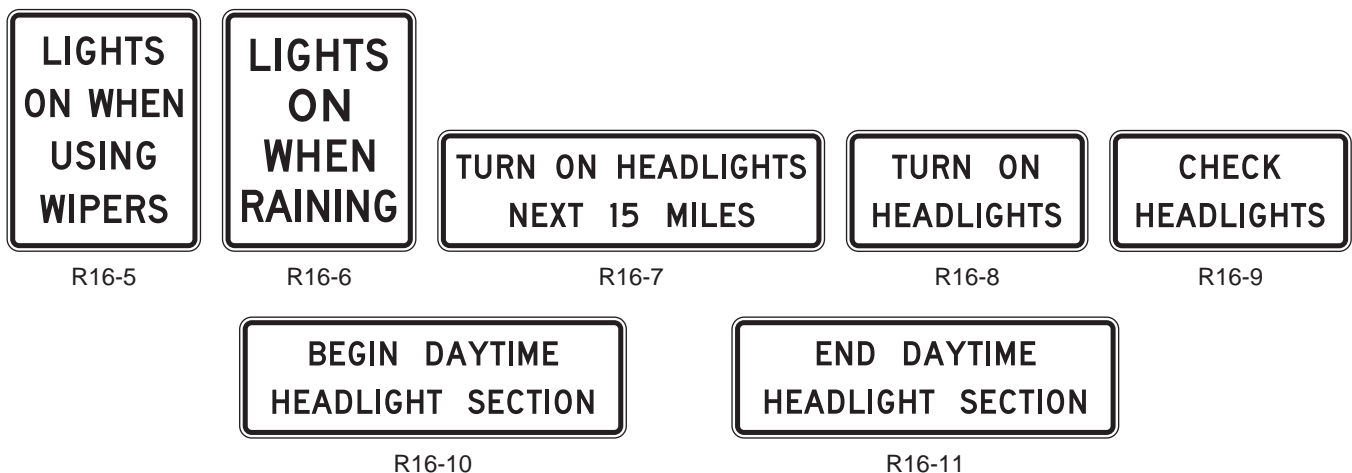 LIGHTS
ON WHEN
USING
WIPERS
R16-5
LIGHTS
ON
WHEN
RAINING
R16-6
TURN ON HEADLIGHTS
NEXT 15 MILES
R16-7
TURN ON
HEADLIGHTS
R16-8
CHECK
HEADLIGHTS
R16-9
BEGIN DAYTIME
HEADLIGHT SECTION
R16-10
END DAYTIME
HEADLIGHT SECTION
R16-11